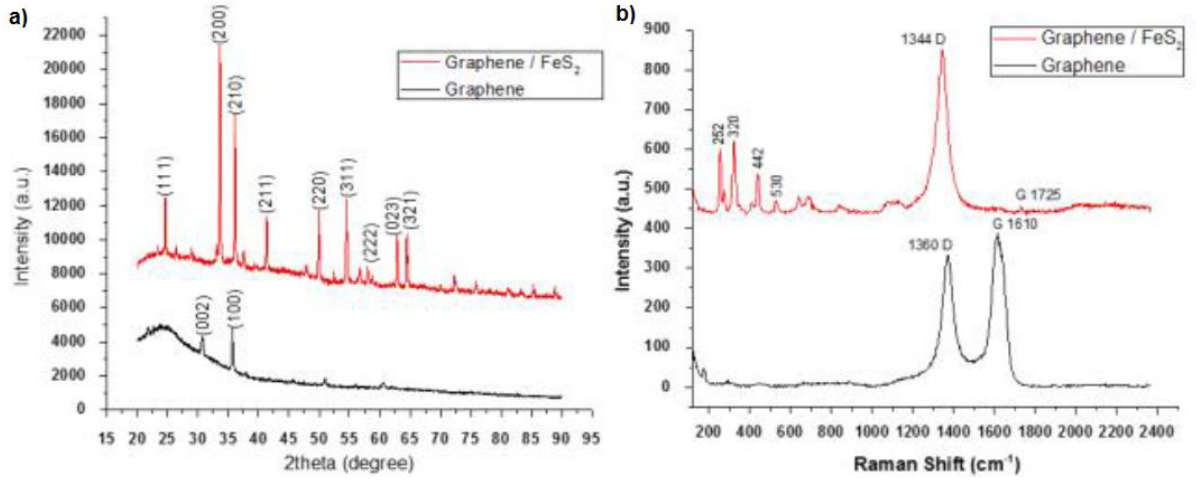 a)
22000
20000
18000
16000
14000
12000
10000
8000
6000
4000
2000
0
Intensity (a.u.)
15 20 25 30 35 40 45 50 55 60 65 70 75 80 85 90 95
2theta (degree)
Graphene / FeS₂
Graphene
(111)
(200)
(210)
(211)
(220)
(311)
(222)
(023)
(321)
(002)
(100)
b)
900
800
700
600
500
400
300
200
100
0
Intensity (a.u.)
200 400 600 800 1000 1200 1400 1600 1800 2000 2200 2400
Raman Shift (cm⁻¹)
Graphene / FeS₂
Graphene
252
320
442
530
1344 D
G 1725
1360 D
G 1610